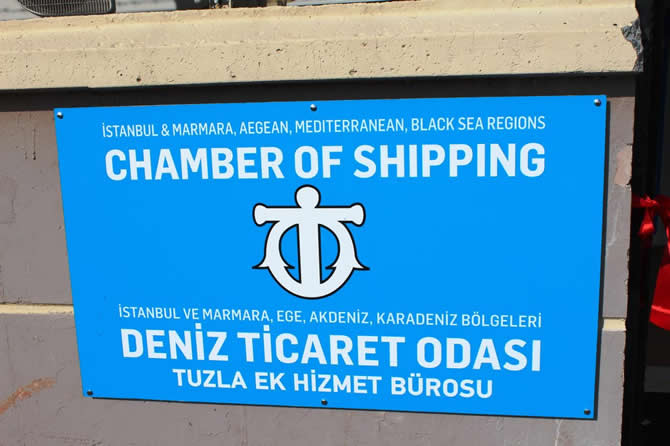 İSTANBUL & MARMARA, AEGEAN, MEDITERRANEAN, BLACK SEA REGIONS
CHAMBER OF SHIPPING
İSTANBUL VE MARMARA, EGE, AKDENİZ, KARADENİZ BÖLGELERİ
DENİZ TİCARET ODASI
TUZLA EK HİZMET BÜROSU